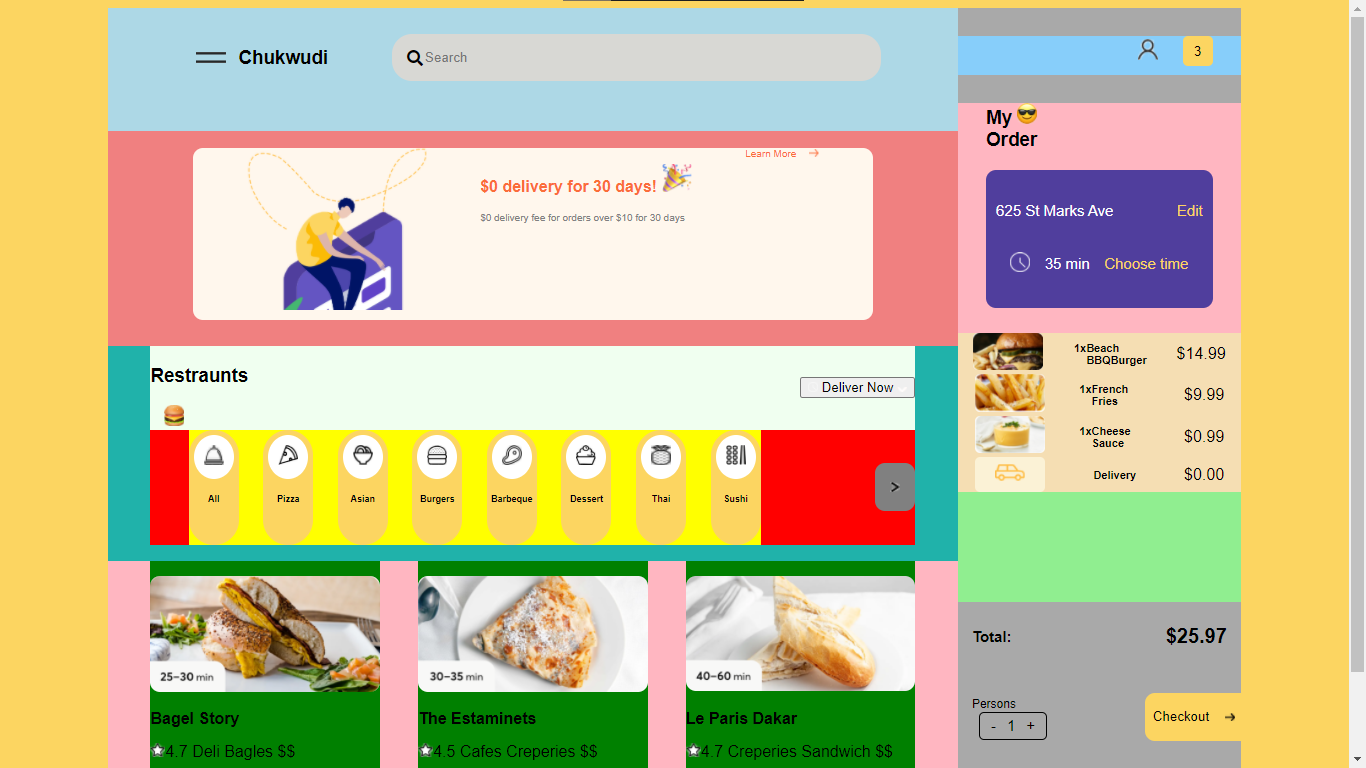 Chukwudi
Search
3
My 😎
Order
Learn More →
$0 delivery for 30 days! 🎉
$0 delivery fee for orders over $10 for 30 days
625 St Marks Ave Edit
35 min Choose time
Restraunts
🍔
Deliver Now
All Pizza Asian Burgers Barbeque Dessert Thai Sushi
>
1xBeach
BBQBurger
$14.99
1xFrench
Fries
$9.99
1xCheese
Sauce
$0.99
Delivery $0.00
25-30 min
30-35 min
40-60 min
Bagel Story
The Estaminets
Le Paris Dakar
4.7 Deli Bagles $$
4.5 Cafes Creperies $$
4.7 Creperies Sandwich $$
Total: $25.97
Persons
- 1 +
Checkout →